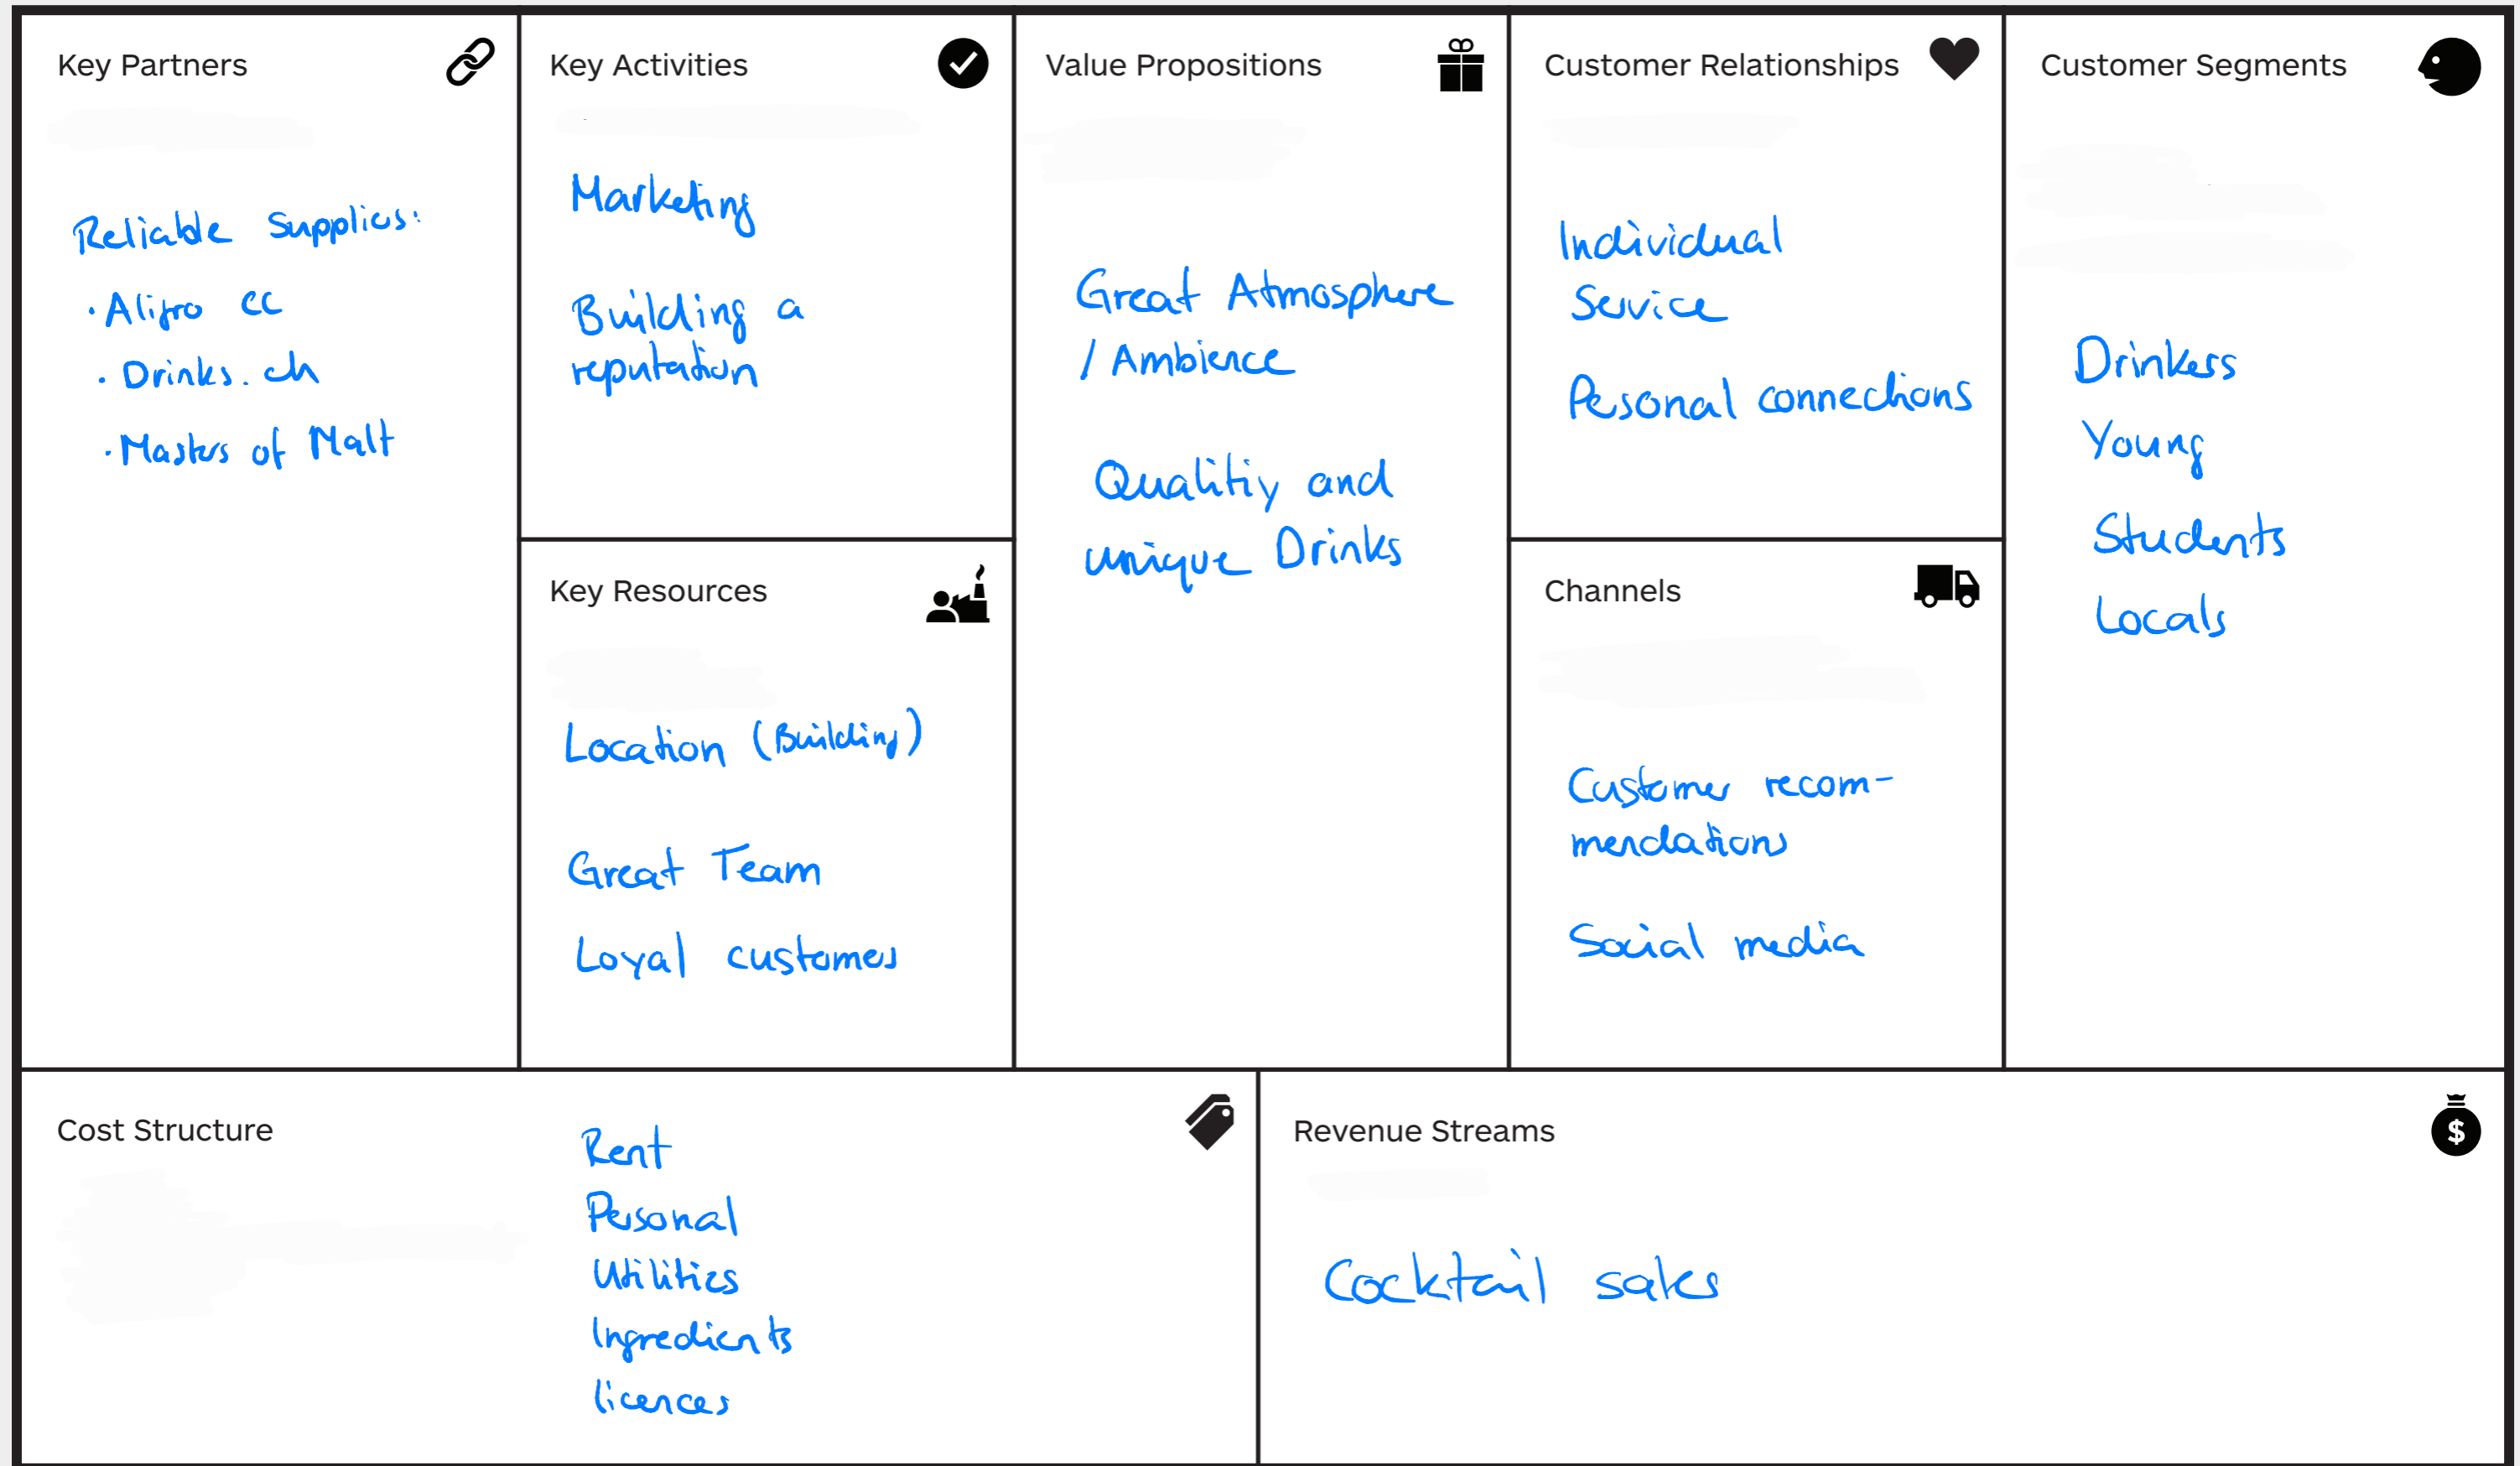 Key Partners
Reliable Supplies:
· Aligro CC
· Drinks.ch
· Masters of Malt
Key Activities
Marketing
Building a
reputation
Key Resources
Location (Building)
Great Team
Loyal customers
Value Propositions
Great Atmosphere
/ Ambience
Qualitiy and
unique Drinks
Customer Relationships
Individual
Service
Personal connections
Channels
Customer recom-
mendations
Social media
Customer Segments
Drinkers
Young
Students
Locals
Cost Structure
Rent
Personal
Utilities
Ingredients
licences
Revenue Streams
$
Cocktail sales